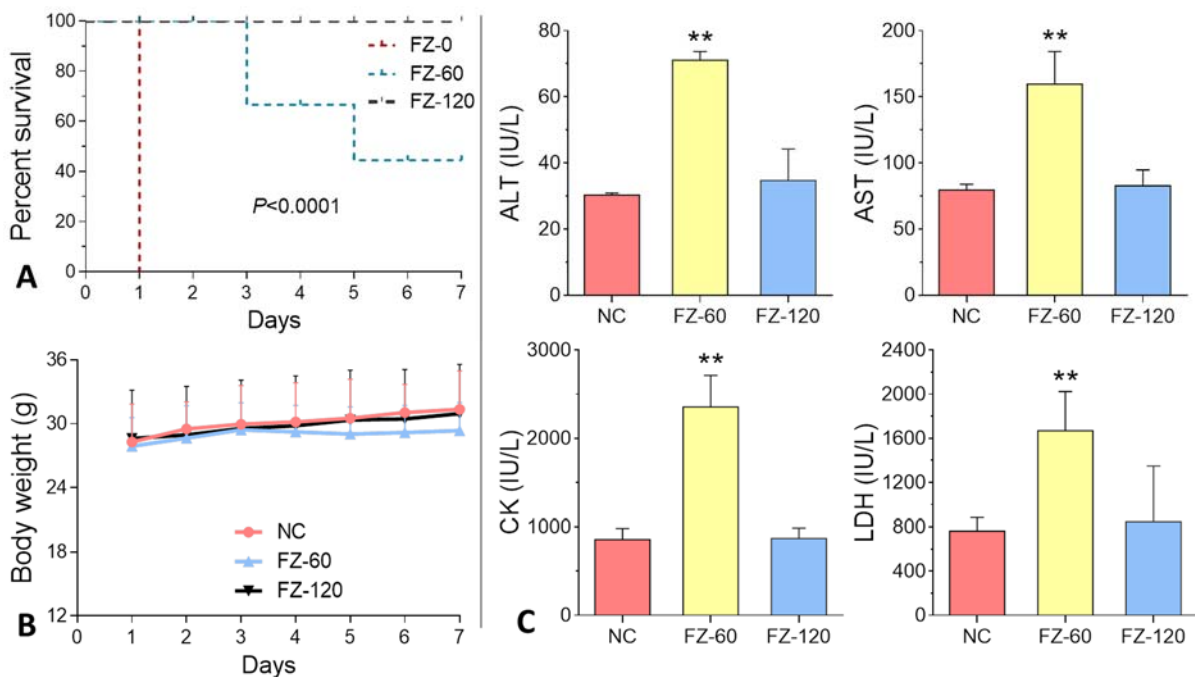 100
80
60
40
20
0
Percent survival
FZ-0
FZ-60
FZ-120
P<0.0001
A
0 1 2 3 4 5 6 7
Days
36
30
24
18
12
Body weight (g)
NC
FZ-60
FZ-120
B
1 2 3 4 5 6 7
Days
80
60
40
20
0
ALT (IU/L)
**
NC FZ-60 FZ-120
200
150
100
50
0
AST (IU/L)
**
NC FZ-60 FZ-120
3000
2000
1000
0
CK (IU/L)
**
C
NC FZ-60 FZ-120
2400
2000
1600
1200
800
400
0
LDH (IU/L)
**
NC FZ-60 FZ-120